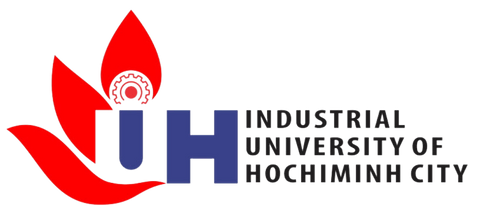 IUH
INDUSTRIAL
UNIVERSITY OF
HOCHIMINH CITY